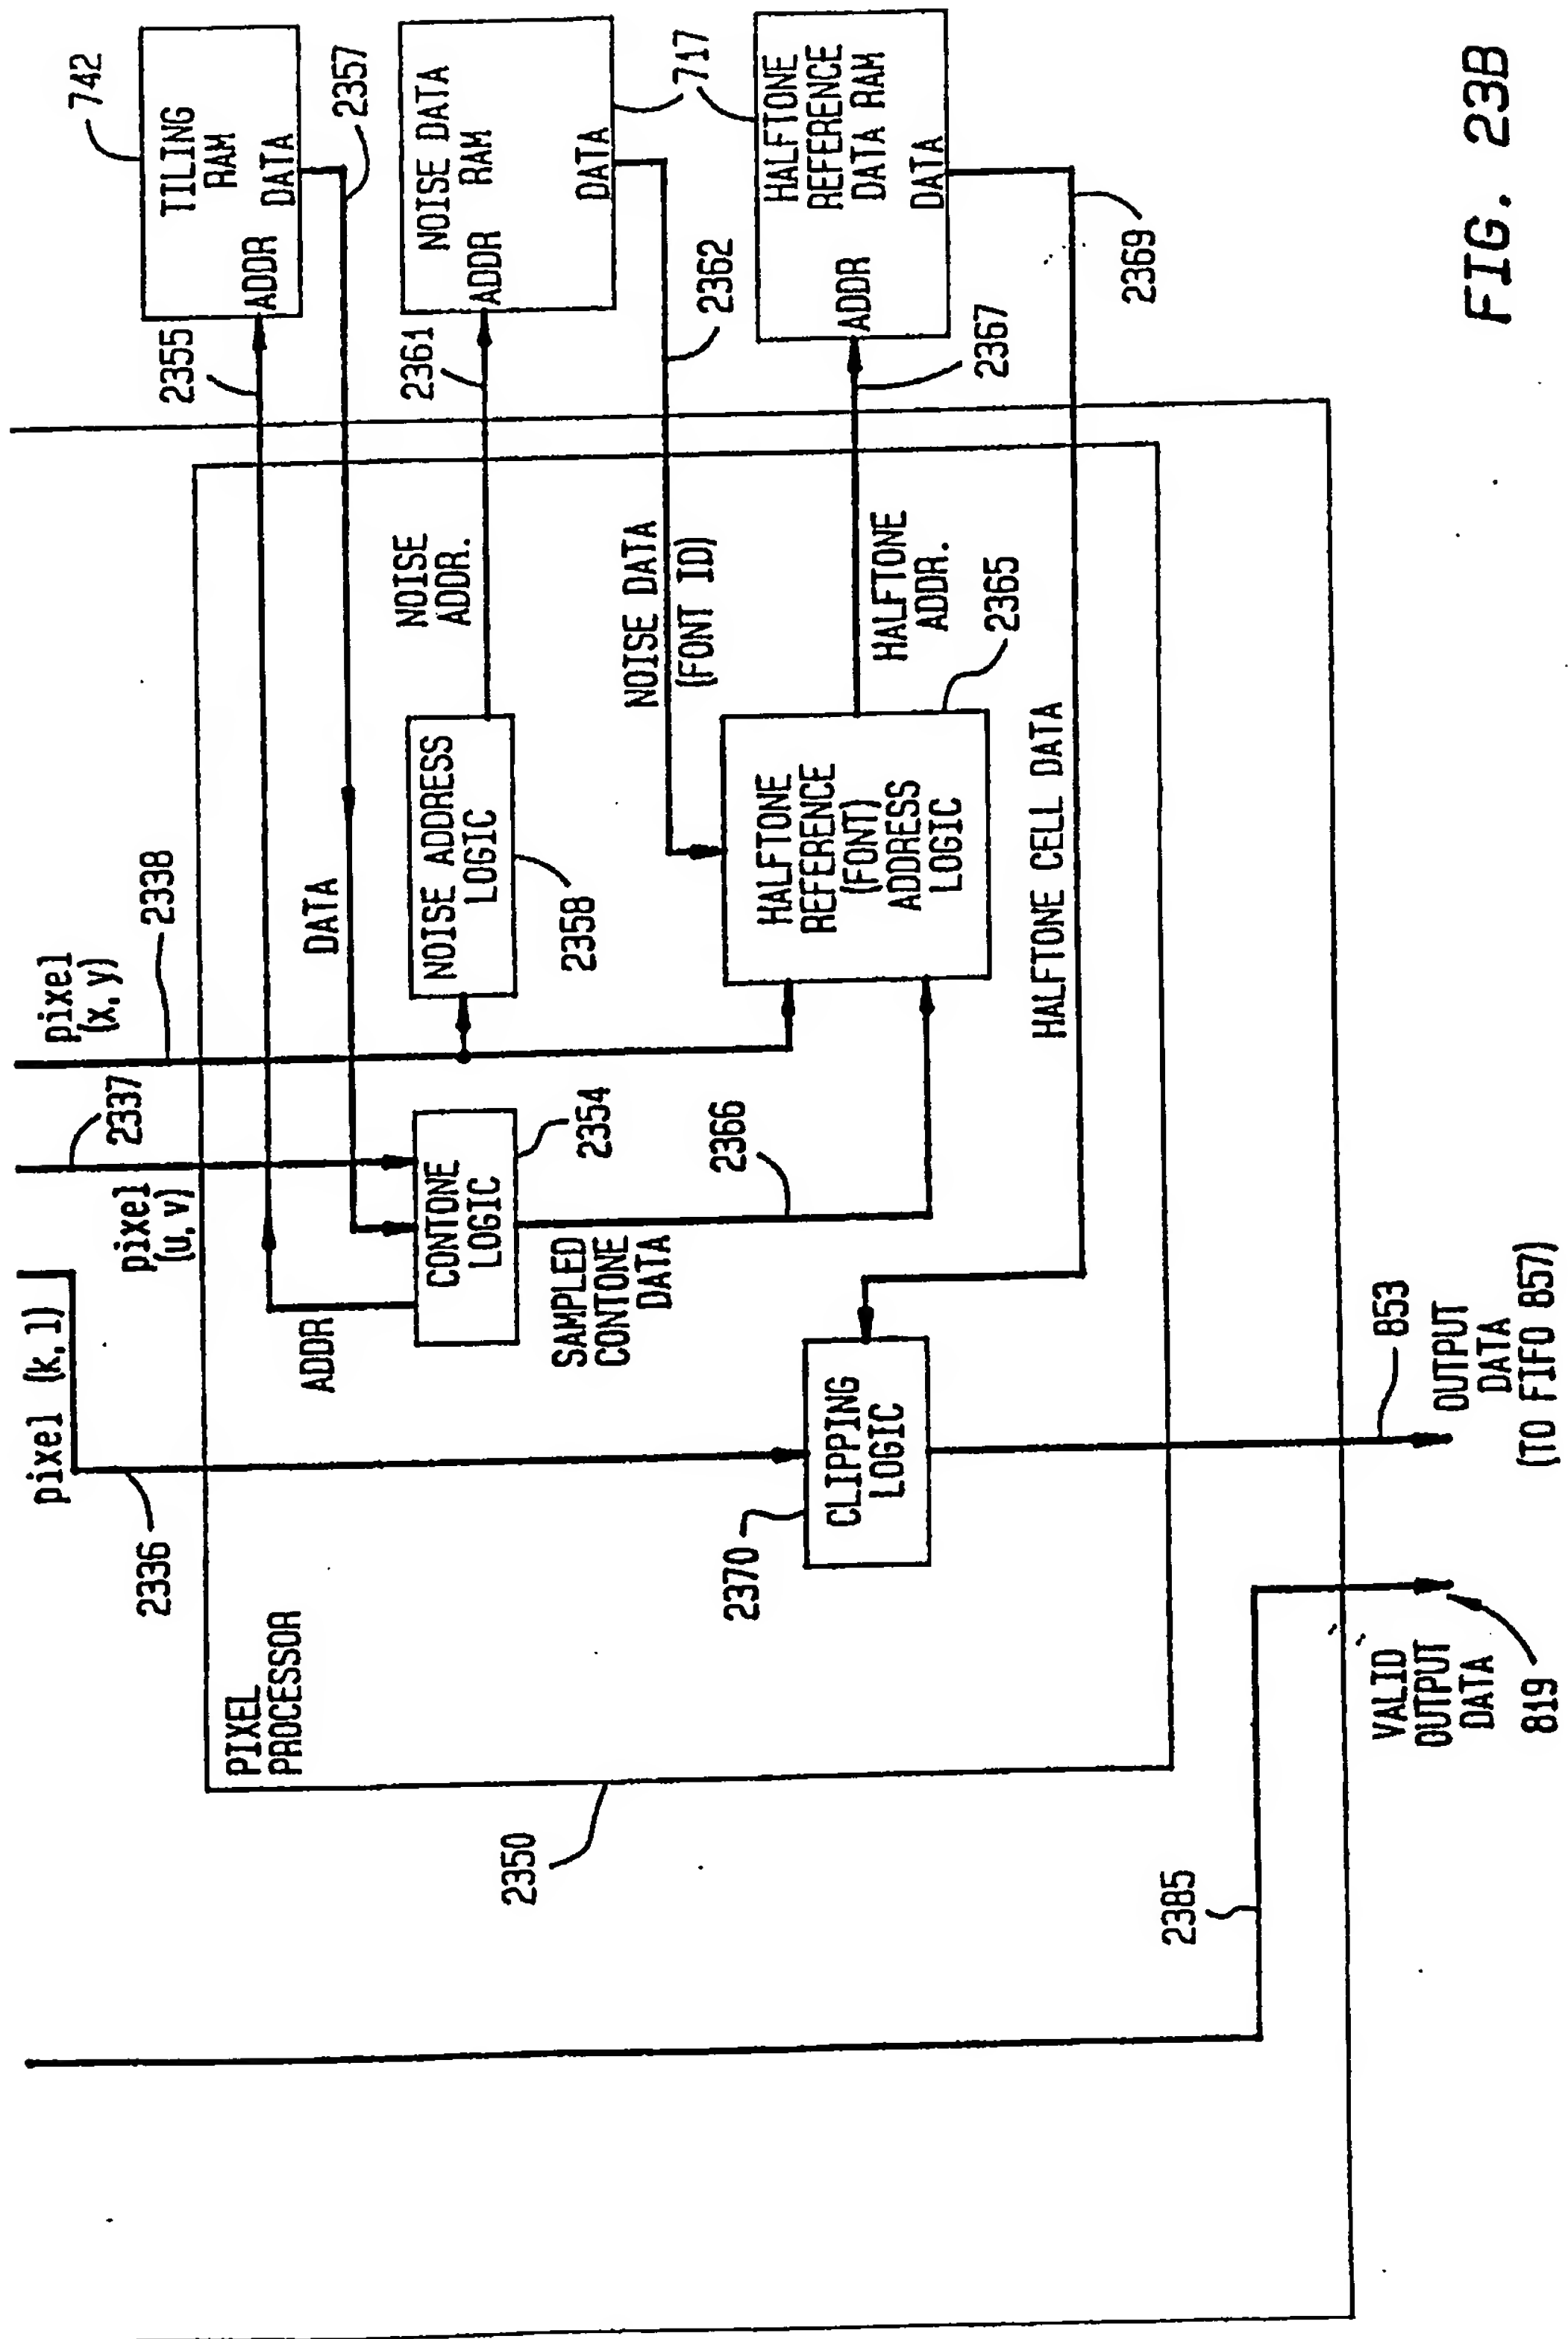 pixel (k,l)
2336
pixel
(u,v)
2337
pixel
(x,y)
2338
PIXEL
PROCESSOR
2350
ADDR
DATA
2355
742
TILING
RAM
ADDR
DATA
2357
CONTONE
LOGIC
2354
SAMPLED
CONTONE
DATA
2366
NOISE ADDRESS
LOGIC
2358
NOISE
ADDR.
2361
NOISE DATA
RAM
ADDR
DATA
717
2362
NOISE DATA
(FONT ID)
HALFTONE
REFERENCE
(FONT)
ADDRESS
LOGIC
2365
HALFTONE
ADDR.
2367
HALFTONE
REFERENCE
DATA RAM
ADDR
DATA
2369
HALFTONE CELL DATA
CLIPPING
LOGIC
2370
2385
VALID
OUTPUT
DATA
819
853
OUTPUT
DATA
(TO FIFO 857)
FIG. 23B